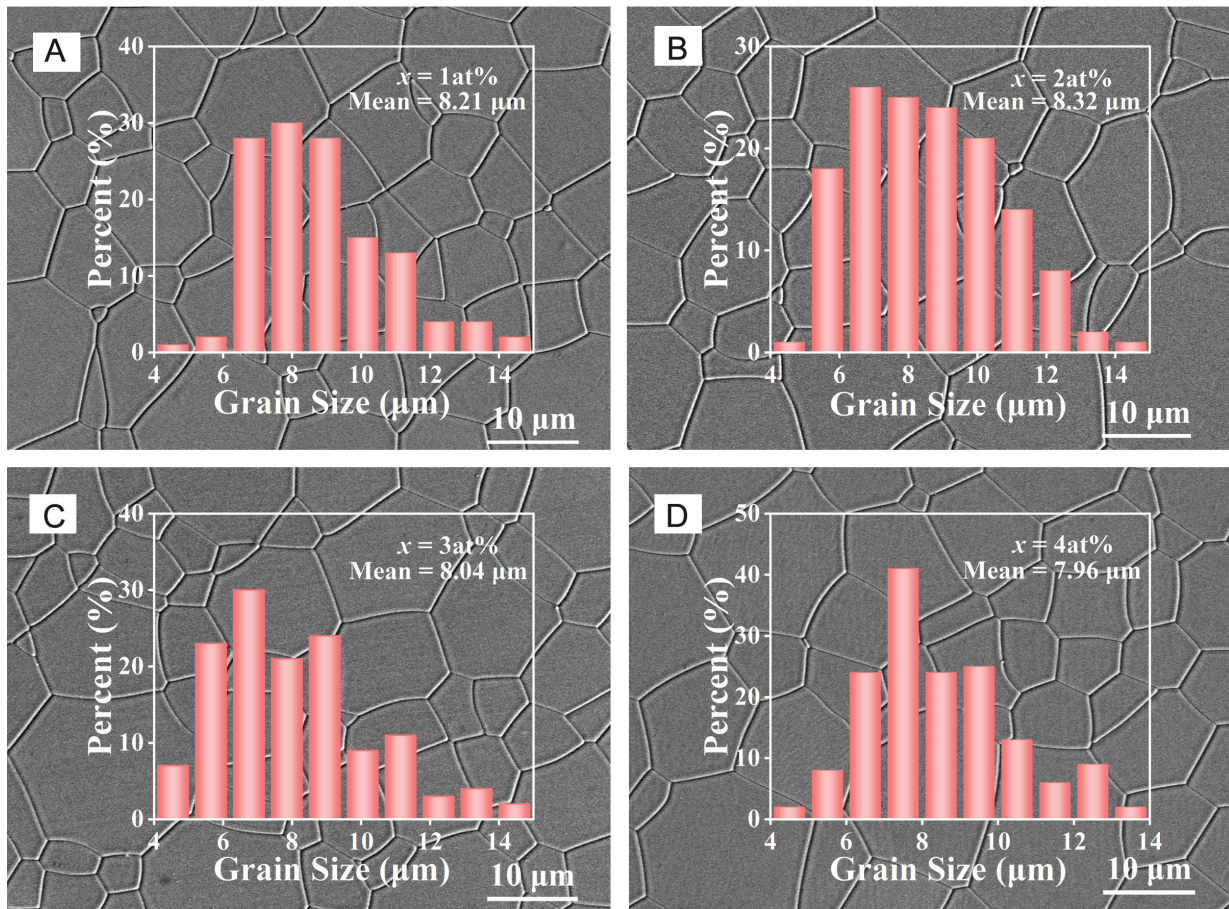 A
40
30
20
10
0
Percent (%)
x = 1at%
Mean = 8.21 µm
4 6 8 10 12 14
Grain Size (µm)
10 µm
B
30
20
10
0
Percent (%)
x = 2at%
Mean = 8.32 µm
4 6 8 10 12 14
Grain Size (µm)
10 µm
C
40
30
20
10
0
Percent (%)
x = 3at%
Mean = 8.04 µm
4 6 8 10 12 14
Grain Size (µm)
10 µm
D
50
40
30
20
10
0
Percent (%)
x = 4at%
Mean = 7.96 µm
4 6 8 10 12 14
Grain Size (µm)
10 µm